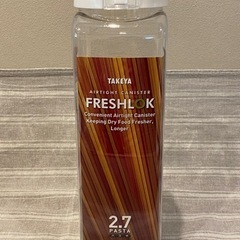 TAKEYA
AIRTIGHT CANISTER
FRESHLOK
Convenient Airtight Canister
Keeping Dry Food Fresher,
Longer
2.7
PASTA